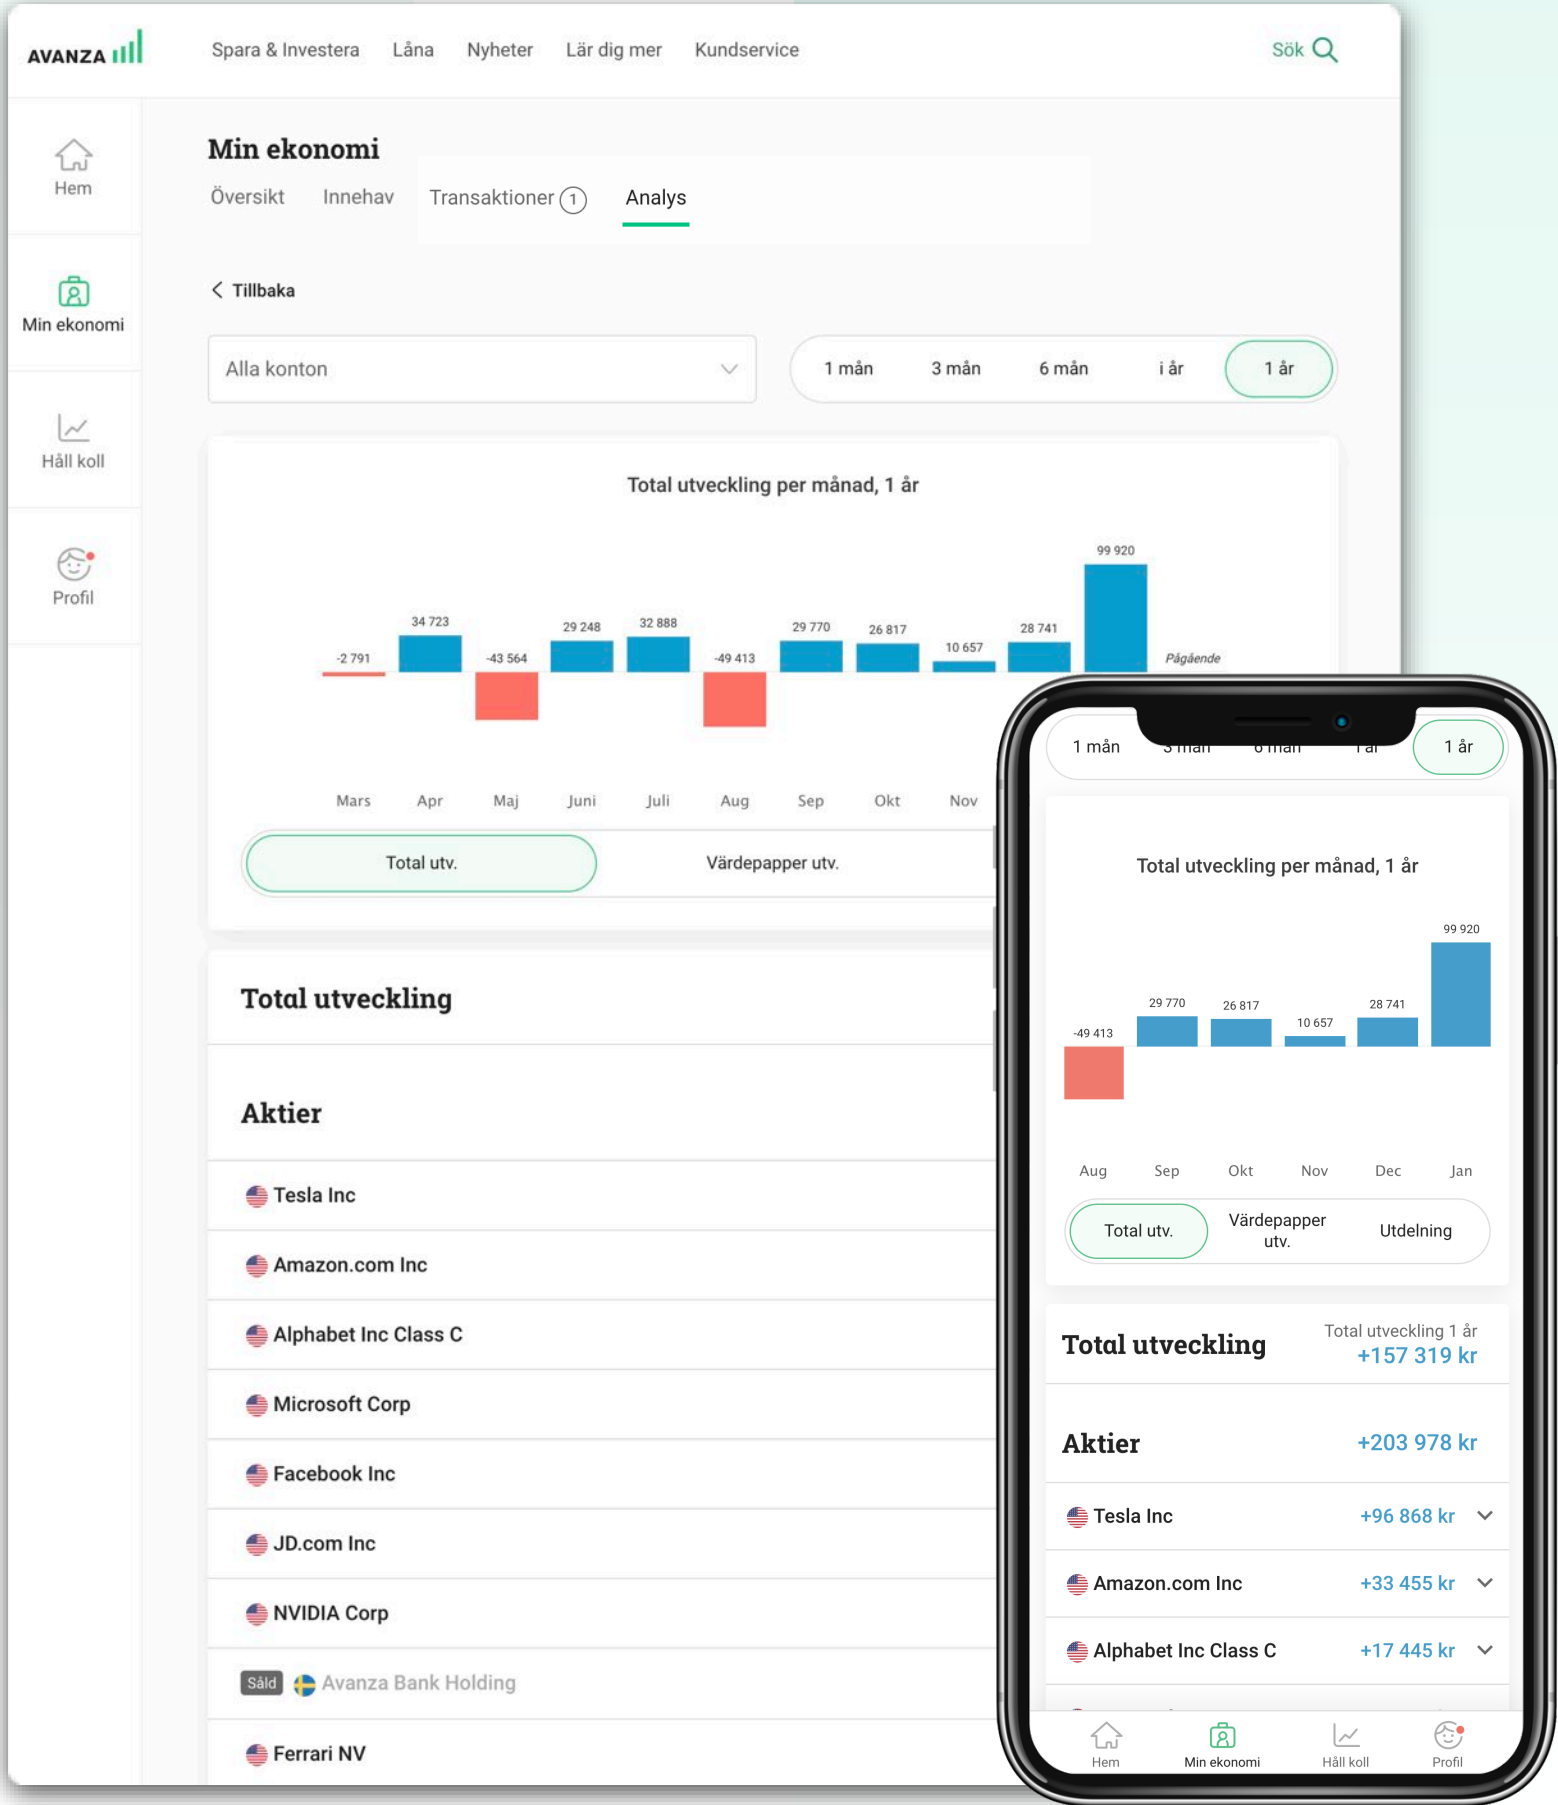 AVANZA
Spara & Investera Låna Nyheter Lär dig mer Kundservice
Sök
Hem
Min ekonomi
Håll koll
Profil
Min ekonomi
Översikt Innehav Transaktioner 1 Analys
Tillbaka
Alla konton
1 mån 3 mån 6 mån i år 1 år
Total utveckling per månad, 1 år
-2 791 34 723 -43 564 29 248 32 888 -49 413 29 770 26 817 10 657 28 741 99 920 Pågående
Mars Apr Maj Juni Juli Aug Sep Okt Nov
Total utv. Värdepapper utv.
Total utveckling
Aktier
Tesla Inc
Amazon.com Inc
Alphabet Inc Class C
Microsoft Corp
Facebook Inc
JD.com Inc
NVIDIA Corp
Såld Avanza Bank Holding
Ferrari NV
1 mån 3 mån 6 mån i år 1 år
Total utveckling per månad, 1 år
-49 413 29 770 26 817 10 657 28 741 99 920
Aug Sep Okt Nov Dec Jan
Total utv. Värdepapper utv. Utdelning
Total utveckling
Total utveckling 1 år
+157 319 kr
Aktier +203 978 kr
Tesla Inc +96 868 kr
Amazon.com Inc +33 455 kr
Alphabet Inc Class C +17 445 kr
Hem Min ekonomi Håll koll Profil